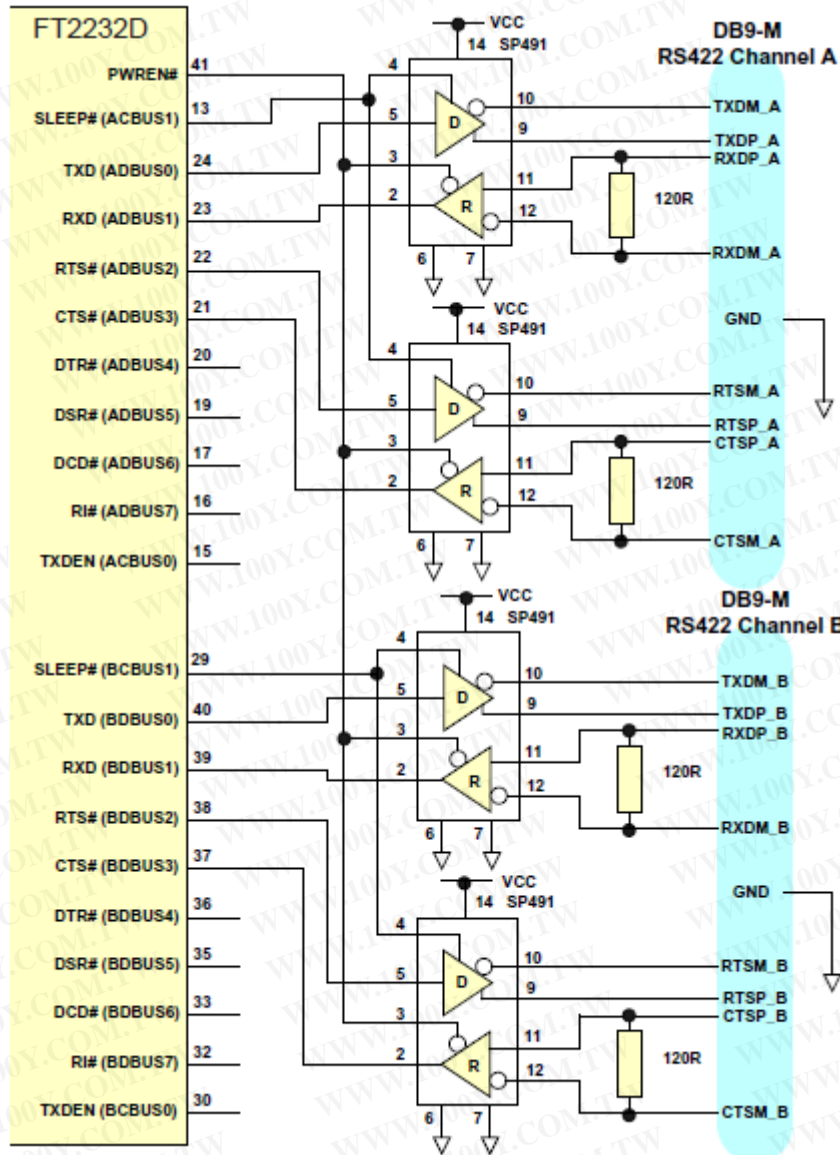 FT2232D
VCC
14 SP491
DB9-M
RS422 Channel A
PWREN# 41
SLEEP# (ACBUS1) 13
TXD (ADBUS0) 24
RXD (ADBUS1) 23
RTS# (ADBUS2) 22
CTS# (ADBUS3) 21
DTR# (ADBUS4) 20
DSR# (ADBUS5) 19
DCD# (ADBUS6) 17
RI# (ADBUS7) 16
TXDEN (ACBUS0) 15
4
5 D 10 TXDM_A
9 TXDP_A
3 11 RXDP_A
2 R 12 120R
RXDM_A
6 7
GND
VCC
14 SP491
4
5 D 10 RTSM_A
9 RTSP_A
3 11 CTSP_A
2 R 12 120R
CTSM_A
6 7
DB9-M
RS422 Channel B
SLEEP# (BCBUS1) 29
TXD (BDBUS0) 40
RXD (BDBUS1) 39
RTS# (BDBUS2) 38
CTS# (BDBUS3) 37
DTR# (BDBUS4) 36
DSR# (BDBUS5) 35
DCD# (BDBUS6) 33
RI# (BDBUS7) 32
TXDEN (BCBUS0) 30
VCC
14 SP491
4
5 D 10 TXDM_B
9 TXDP_B
3 11 RXDP_B
2 R 12 120R
RXDM_B
6 7
GND
VCC
14 SP491
4
5 D 10 RTSM_B
9 RTSP_B
3 11 CTSP_B
2 R 12 120R
CTSM_B
6 7
WWW.100Y.COM.TW